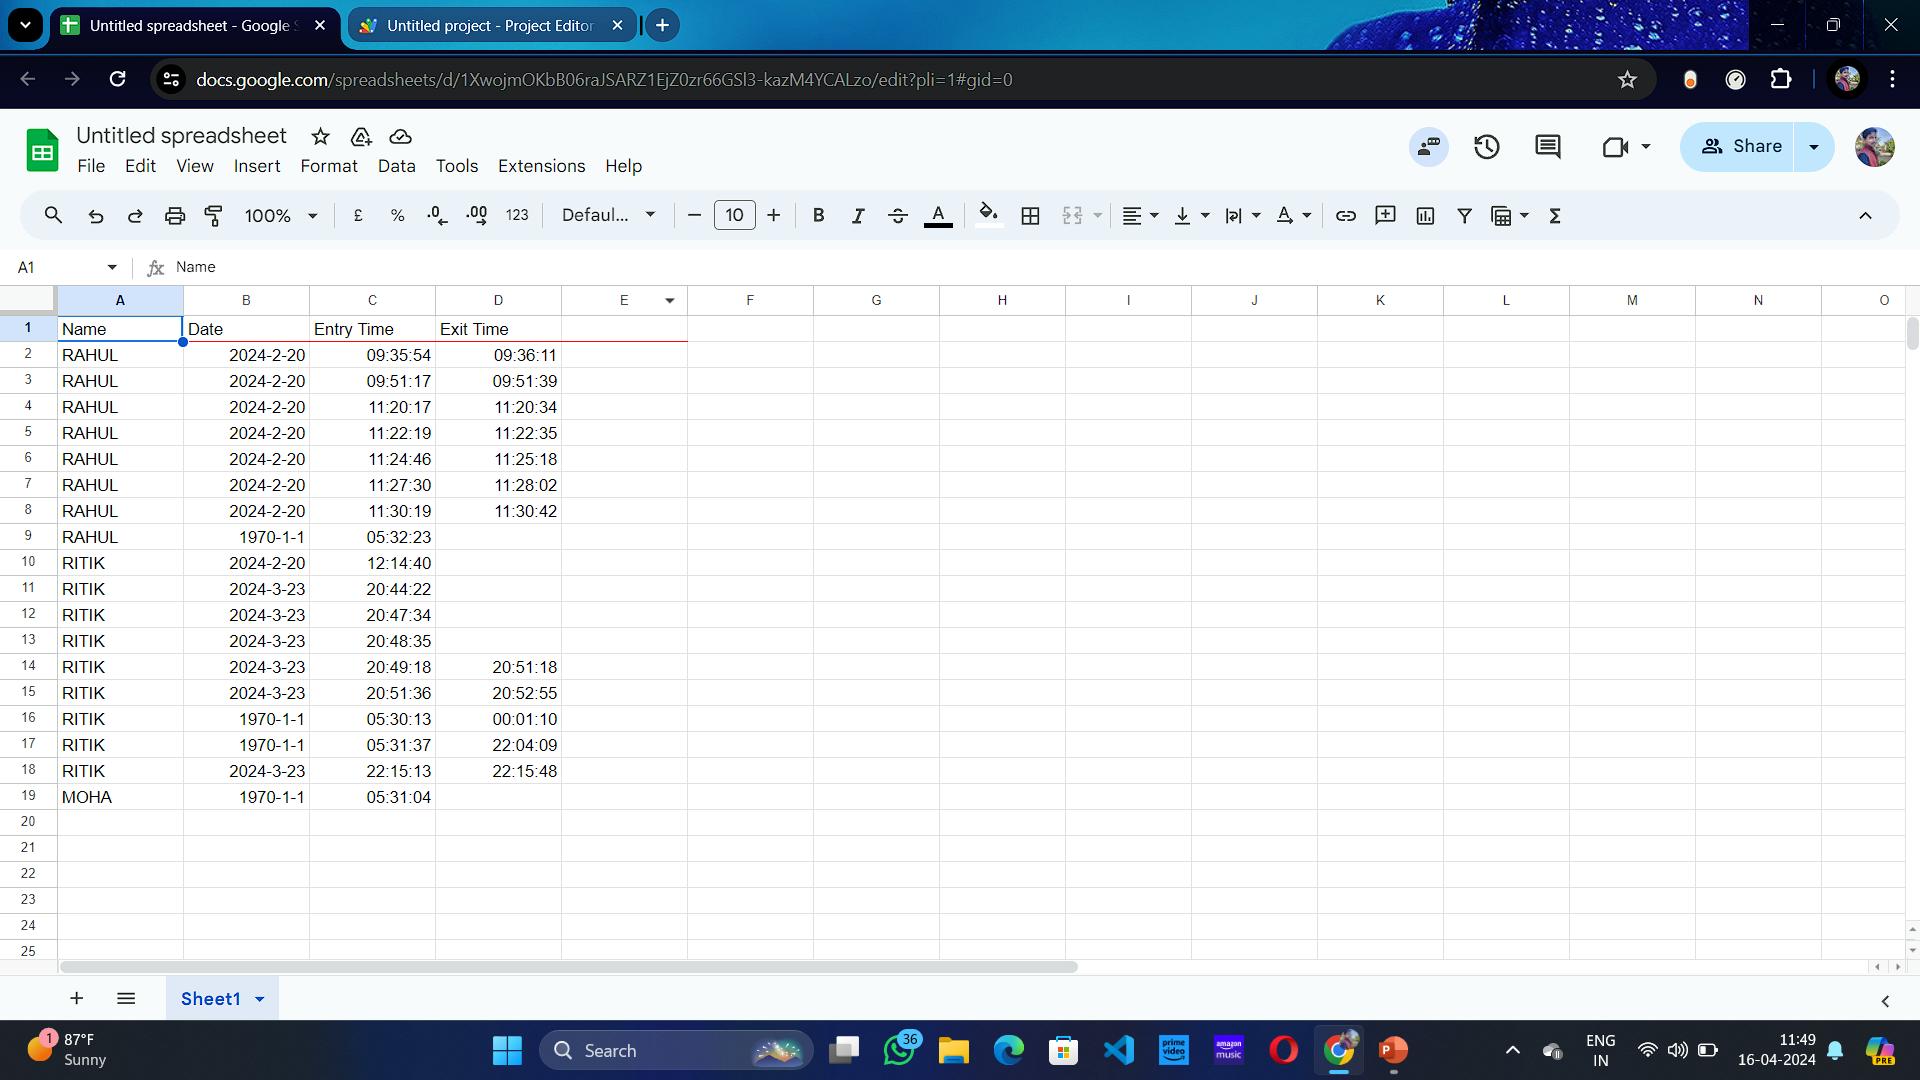 Untitled spreadsheet - Google S
Untitled project - Project Editor
docs.google.com/spreadsheets/d/1XwojmOKbB06raJSARZ1EjZ0zr66GSl3-kazM4YCALzo/edit?pli=1#gid=0
Untitled spreadsheet
File Edit View Insert Format Data Tools Extensions Help
Share
100% £ % .0 .00 123 Defaul... 10 B I A Σ
A1 fx Name
A B C D E F G H I J K L M N O
1 Name Date Entry Time Exit Time
2 RAHUL 2024-2-20 09:35:54 09:36:11
3 RAHUL 2024-2-20 09:51:17 09:51:39
4 RAHUL 2024-2-20 11:20:17 11:20:34
5 RAHUL 2024-2-20 11:22:19 11:22:35
6 RAHUL 2024-2-20 11:24:46 11:25:18
7 RAHUL 2024-2-20 11:27:30 11:28:02
8 RAHUL 2024-2-20 11:30:19 11:30:42
9 RAHUL 1970-1-1 05:32:23
10 RITIK 2024-2-20 12:14:40
11 RITIK 2024-3-23 20:44:22
12 RITIK 2024-3-23 20:47:34
13 RITIK 2024-3-23 20:48:35
14 RITIK 2024-3-23 20:49:18 20:51:18
15 RITIK 2024-3-23 20:51:36 20:52:55
16 RITIK 1970-1-1 05:30:13 00:01:10
17 RITIK 1970-1-1 05:31:37 22:04:09
18 RITIK 2024-3-23 22:15:13 22:15:48
19 MOHA 1970-1-1 05:31:04
20
21
22
23
24
25
Sheet1
1 87°F
Sunny
Search
36
prime video
amazon music
P
ENG
IN
11:49
16-04-2024
PRE